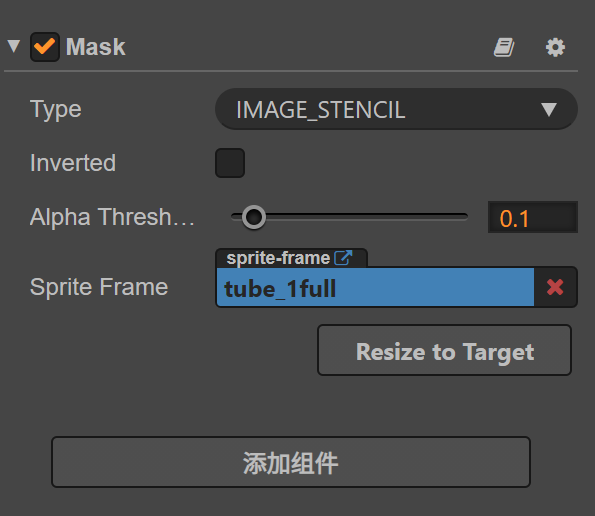 Mask
Type
IMAGE_STENCIL
Inverted
Alpha Thresh...
0.1
sprite-frame
Sprite Frame
tube_1full
Resize to Target
添加组件